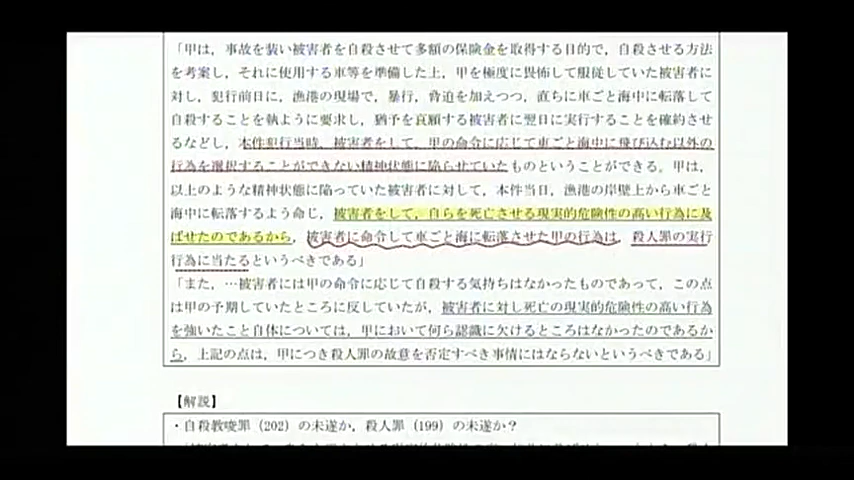 「甲は，事故を装い被害者を自殺させて多額の保険金を取得する目的で，自殺させる方法
を考案し，それに使用する車等を準備した上，甲を極度に畏怖して服従していた被害者に
対し，犯行前日に，漁港の現場で，暴行，脅迫を加えつつ，直ちに車ごと海中に転落して
自殺することを執ように要求し，猶予を哀願する被害者に翌日に実行することを確約させ
るなどし，本件犯行当時，被害者をして，甲の命令に応じて車ごと海中に飛び込む以外の
行為を選択することができない精神状態に陥らせていたものということができる。甲は，
以上のような精神状態に陥っていた被害者に対して，本件当日，漁港の岸壁上から車ごと
海中に転落するよう命じ，被害者をして，自らを死亡させる現実的危険性の高い行為に及
ばせたのであるから，被害者に命令して車ごと海に転落させた甲の行為は，殺人罪の実行
行為に当たるというべきである」
「また，…被害者には甲の命令に応じて自殺する気持ちはなかったものであって，この点
は甲の予期していたところに反していたが，被害者に対し死亡の現実的危険性の高い行為
を強いたこと自体については，甲において何ら認識に欠けるところはなかったのであるか
ら，上記の点は，甲につき殺人罪の故意を否定すべき事情にはならないというべきである」
【解説】
・自殺教唆罪（202）の未遂か，殺人罪（199）の未遂か？